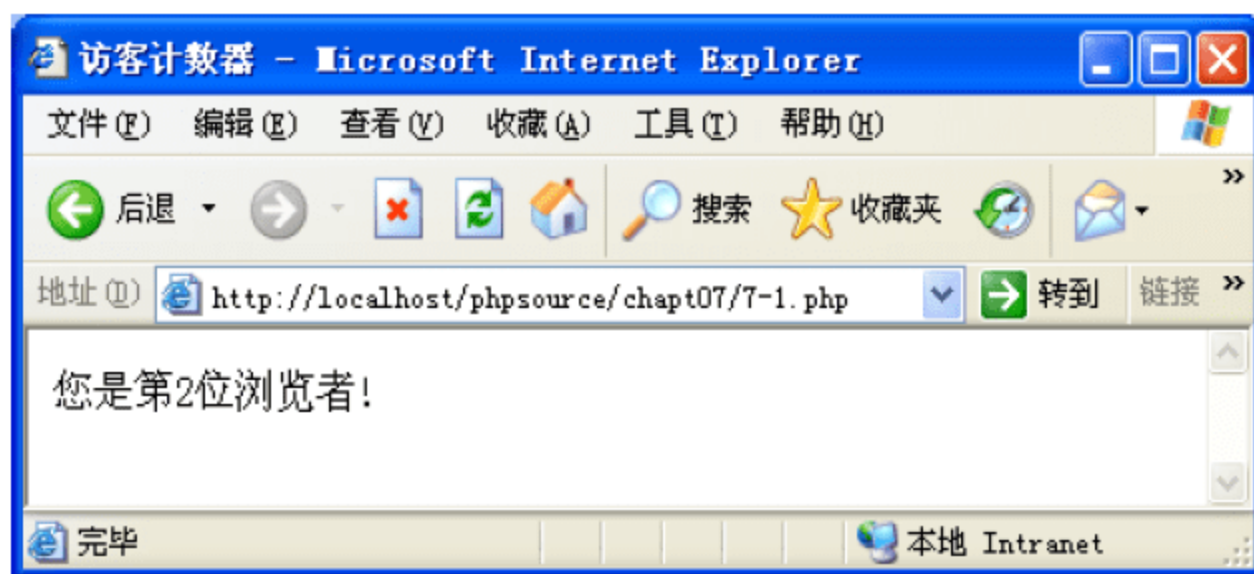 访客计数器 - Microsoft Internet Explorer
文件(F) 编辑(E) 查看(V) 收藏(A) 工具(T) 帮助(H)
后退 搜索 收藏夹 »
地址(D) http://localhost/phpsource/chapt07/7-1.php 转到 链接 »
您是第2位浏览者!
完毕 本地 Intranet